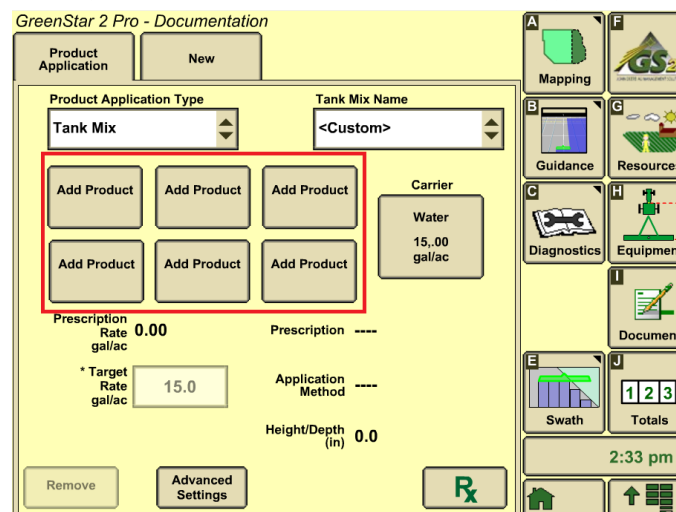 GreenStar 2 Pro - Documentation
Product
Application
New
Product Application Type
Tank Mix Name
Tank Mix
<Custom>
Add Product
Add Product
Add Product
Carrier
Water
15,.00
gal/ac
Add Product
Add Product
Add Product
Prescription
Rate
gal/ac
0.00
Prescription ----
* Target
Rate
gal/ac
15.0
Application
Method ----
Height/Depth
(in)
0.0
Remove
Advanced
Settings
Rx
A
Mapping
F
GS2
B
Guidance
G
Resource
C
Diagnostics
H
Equipmen
I
Documen
E
Swath
J
1 2 3
Totals
2:33 pm